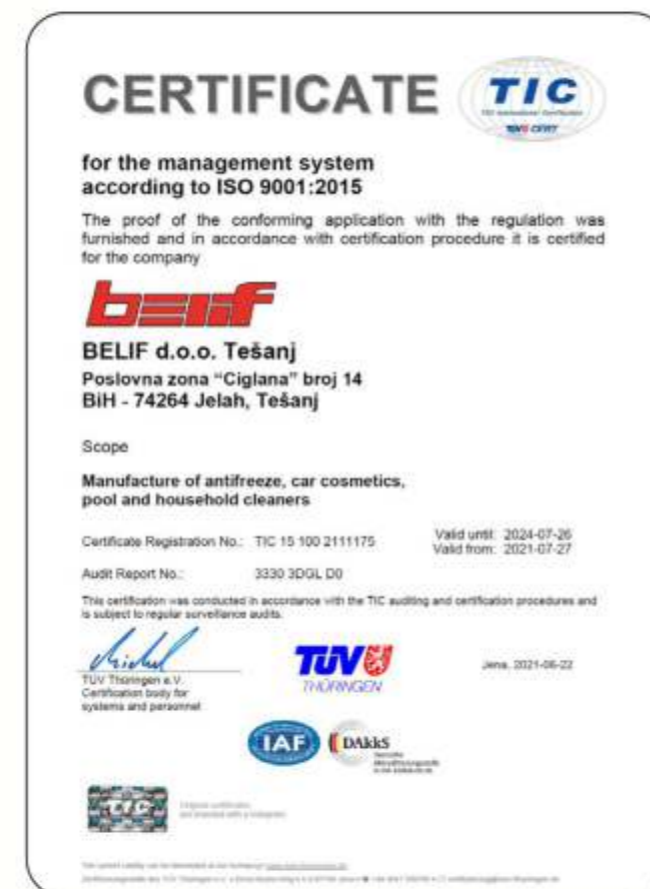 CERTIFICATE
TIC
TÜV CERT
for the management system
according to ISO 9001:2015
The proof of the conforming application with the regulation was
furnished and in accordance with certification procedure it is certified
for the company
belif
BELIF d.o.o. Tešanj
Poslovna zona “Ciglana” broj 14
BiH - 74264 Jelah, Tešanj
Scope
Manufacture of antifreeze, car cosmetics,
pool and household cleaners
Certificate Registration No.: TIC 15 100 2111175
Valid until: 2024-07-26
Valid from: 2021-07-27
Audit Report No.: 3330 3DGL D0
This certification was conducted in accordance with the TIC auditing and certification procedures and
is subject to regular surveillance audits.
TÜV Thüringen e.V.
Certification body for
systems and personnel
TÜV
THÜRINGEN
Jena, 2021-06-22
IAF
DAkkS
TIC